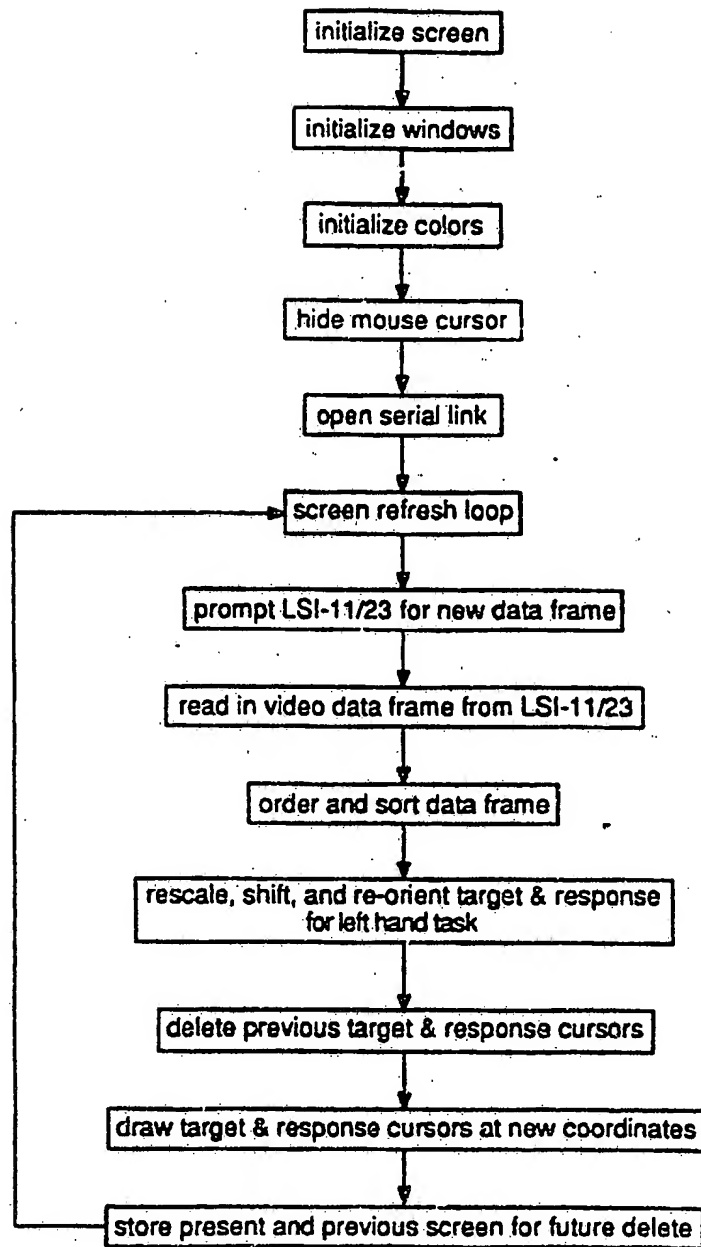 initialize screen
initialize windows
initialize colors
hide mouse cursor
open serial link
screen refresh loop
prompt LSI-11/23 for new data frame
read in video data frame from LSI-11/23
order and sort data frame
rescale, shift, and re-orient target & response
for left hand task
delete previous target & response cursors
draw target & response cursors at new coordinates
store present and previous screen for future delete